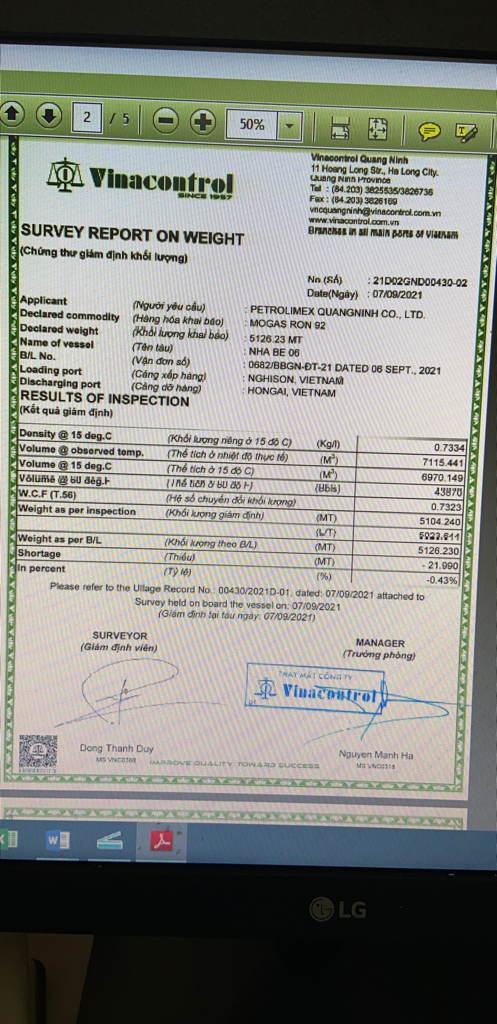 2 / 5
50%
Vinacontrol
SINCE 1957
Vinacontrol Quang Ninh
11 Hoang Long Str., Ha Long City.
Quang Ninh Province
Tel : (84.203) 3825535/3826736
Fax : (84.203) 3826169
vncquangninh@vinacontrol.com.vn
www.vinacontrol.com.vn
Branches in all main ports of Vietnam
SURVEY REPORT ON WEIGHT
(Chứng thư giám định khối lượng)
No (Số) : 21D02GND00430-02
Date(Ngày) : 07/09/2021
Applicant (Người yêu cầu) : PETROLIMEX QUANGNINH CO., LTD.
Declared commodity (Hàng hóa khai báo) : MOGAS RON 92
Declared weight (Khối lượng khai báo) : 5126.23 MT
Name of vessel (Tên tàu) : NHA BE 06
B/L No. (Vận đơn số) : 0682/BBGN-ĐT-21 DATED 06 SEPT., 2021
Loading port (Cảng xếp hàng) : NGHISON, VIETNAM
Discharging port (Cảng dỡ hàng) : HONGAI, VIETNAM
RESULTS OF INSPECTION
(Kết quả giám định)
Density @ 15 deg.C (Khối lượng riêng ở 15 độ C) (Kg/l) 0.7334
Volume @ observed temp. (Thể tích ở nhiệt độ thực tế) (M³) 7115.441
Volume @ 15 deg.C (Thể tích ở 15 độ C) (M³) 6970.149
Volume @ 60 deg.F (Thể tích ở 60 độ F) (Bbls) 43870
W.C.F (T.56) (Hệ số chuyển đổi khối lượng) 0.7323
Weight as per inspection (Khối lượng giám định) (MT) 5104.240
(L/T)
Weight as per B/L (Khối lượng theo B/L) (MT) 5126.230
Shortage (Thiếu) (MT) - 21.990
In percent (Tỷ lệ) (%) -0.43%
Please refer to the Ullage Record No.: 00430/2021D-01, dated: 07/09/2021 attached to
Survey held on board the vessel on: 07/09/2021
(Giám định tại tàu ngày: 07/09/2021)
SURVEYOR
(Giám định viên)
MANAGER
(Trưởng phòng)
THAY MẶT CÔNG TY
Vinacontrol
Dong Thanh Duy
Nguyen Manh Ha
MS VNC0318
IMPROVE QUALITY, TOWARD SUCCESS
LG